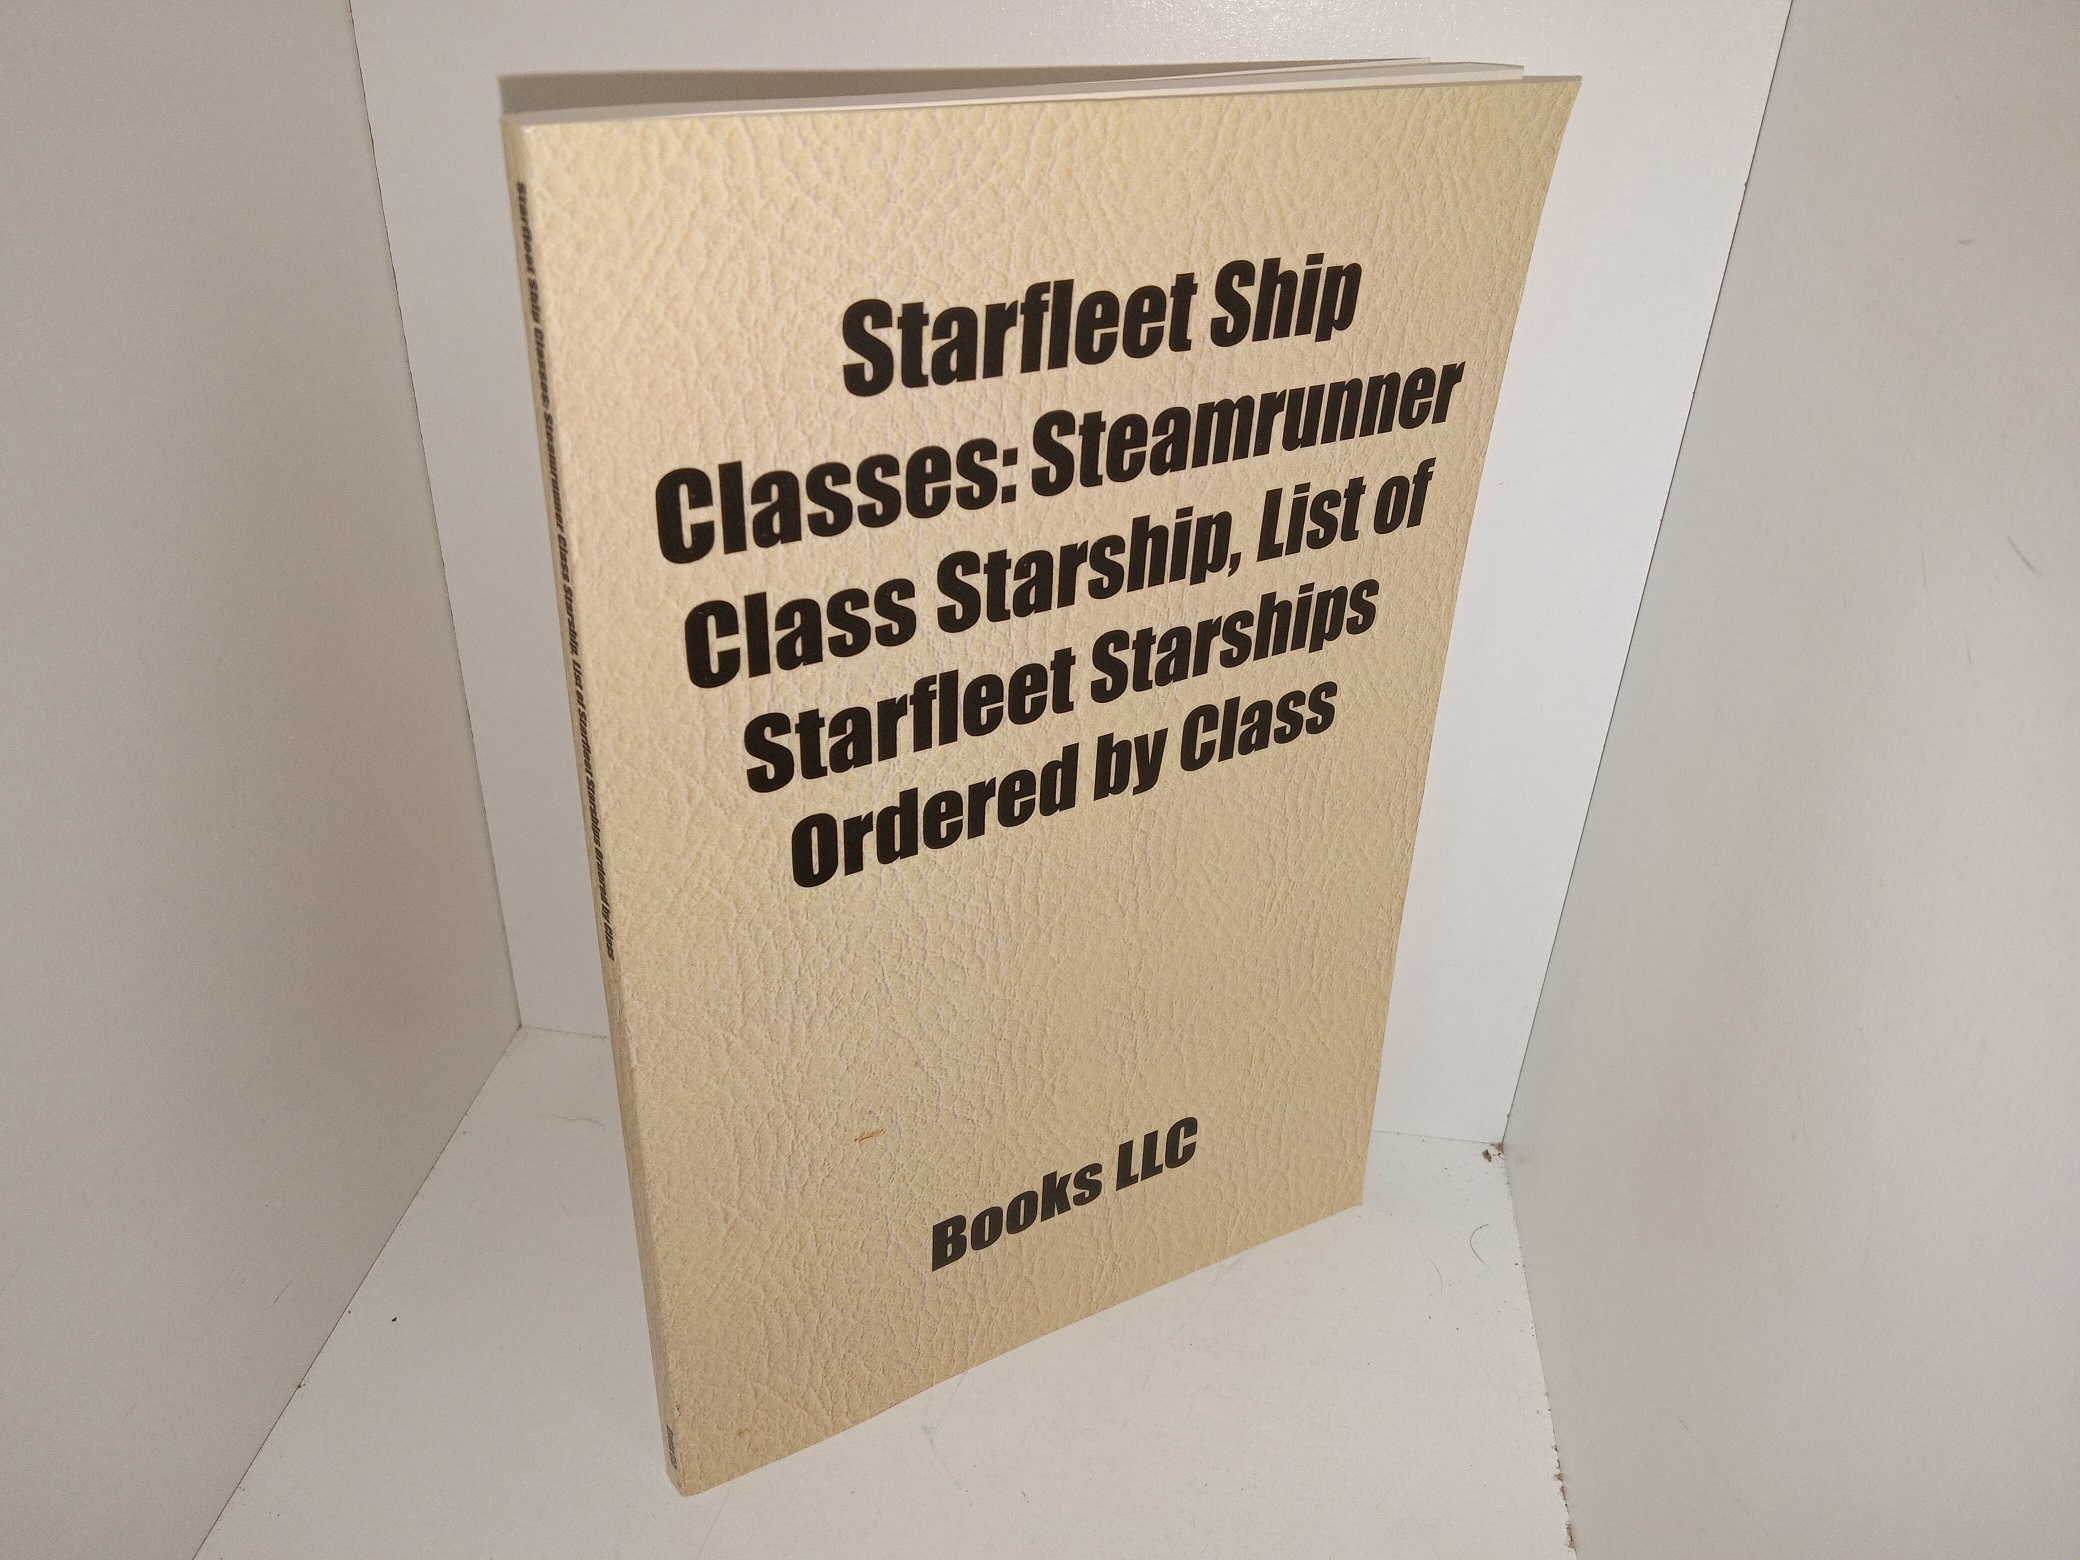 Starfleet Ship
Classes: Steamrunner
Class Starship, List of
Starfleet Starships
Ordered by Class
Books LLC
Starfleet Ship Classes: Steamrunner Class Starship, List of Starfleet Starships Ordered by Class